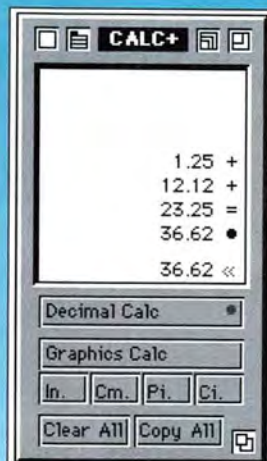 CALC+
1.25 +
12.12 +
23.25 =
36.62 ●
36.62 «
Decimal Calc
Graphics Calc
In. Cm. Pi. Ci.
Clear All Copy All